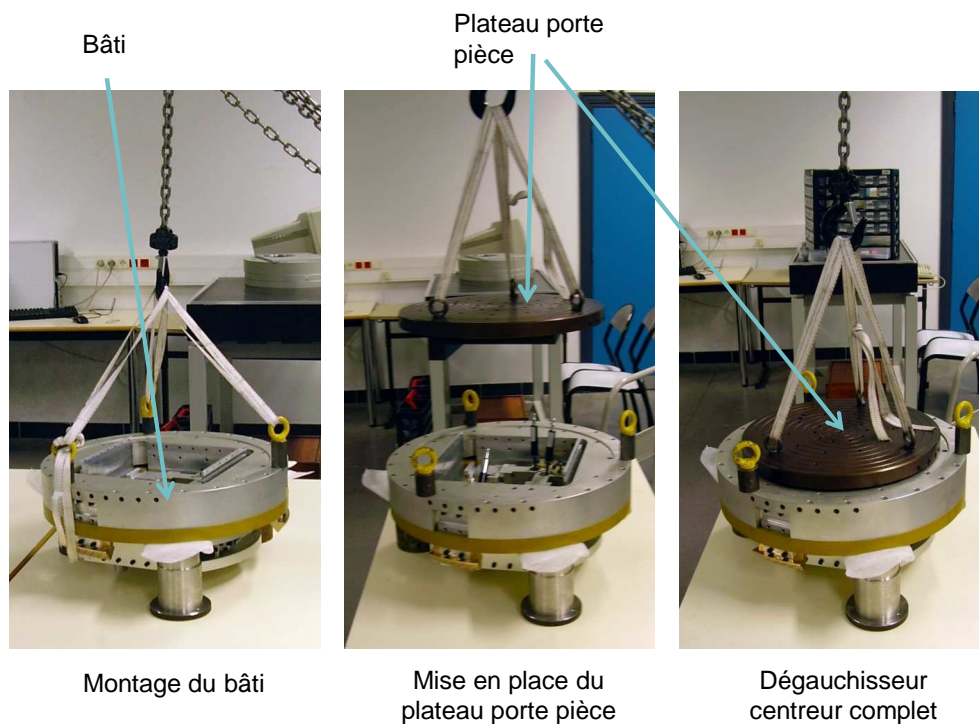 Bâti
Plateau porte
pièce
Montage du bâti
Mise en place du
plateau porte pièce
Dégauchisseur
centreur complet